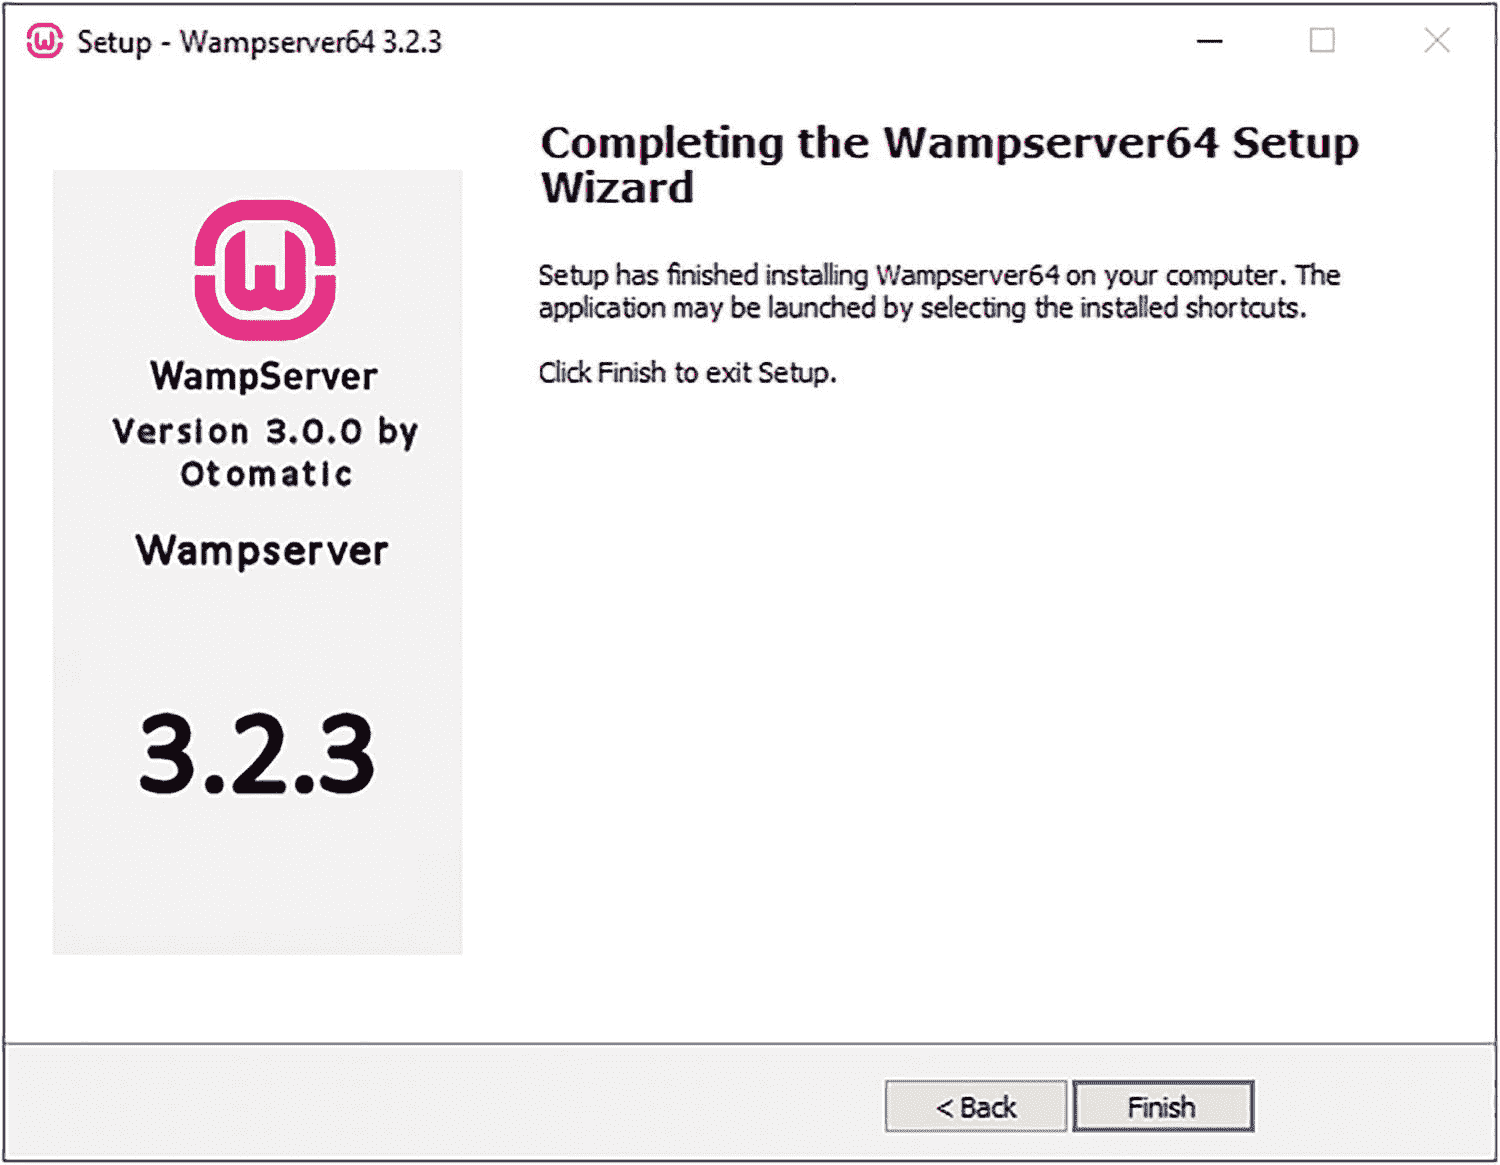 Setup - Wampserver64 3.2.3
Completing the Wampserver64 Setup
Wizard
Setup has finished installing Wampserver64 on your computer. The
application may be launched by selecting the installed shortcuts.
Click Finish to exit Setup.
W
WampServer
Version 3.0.0 by
Otomatic
Wampserver
3.2.3
< Back
Finish